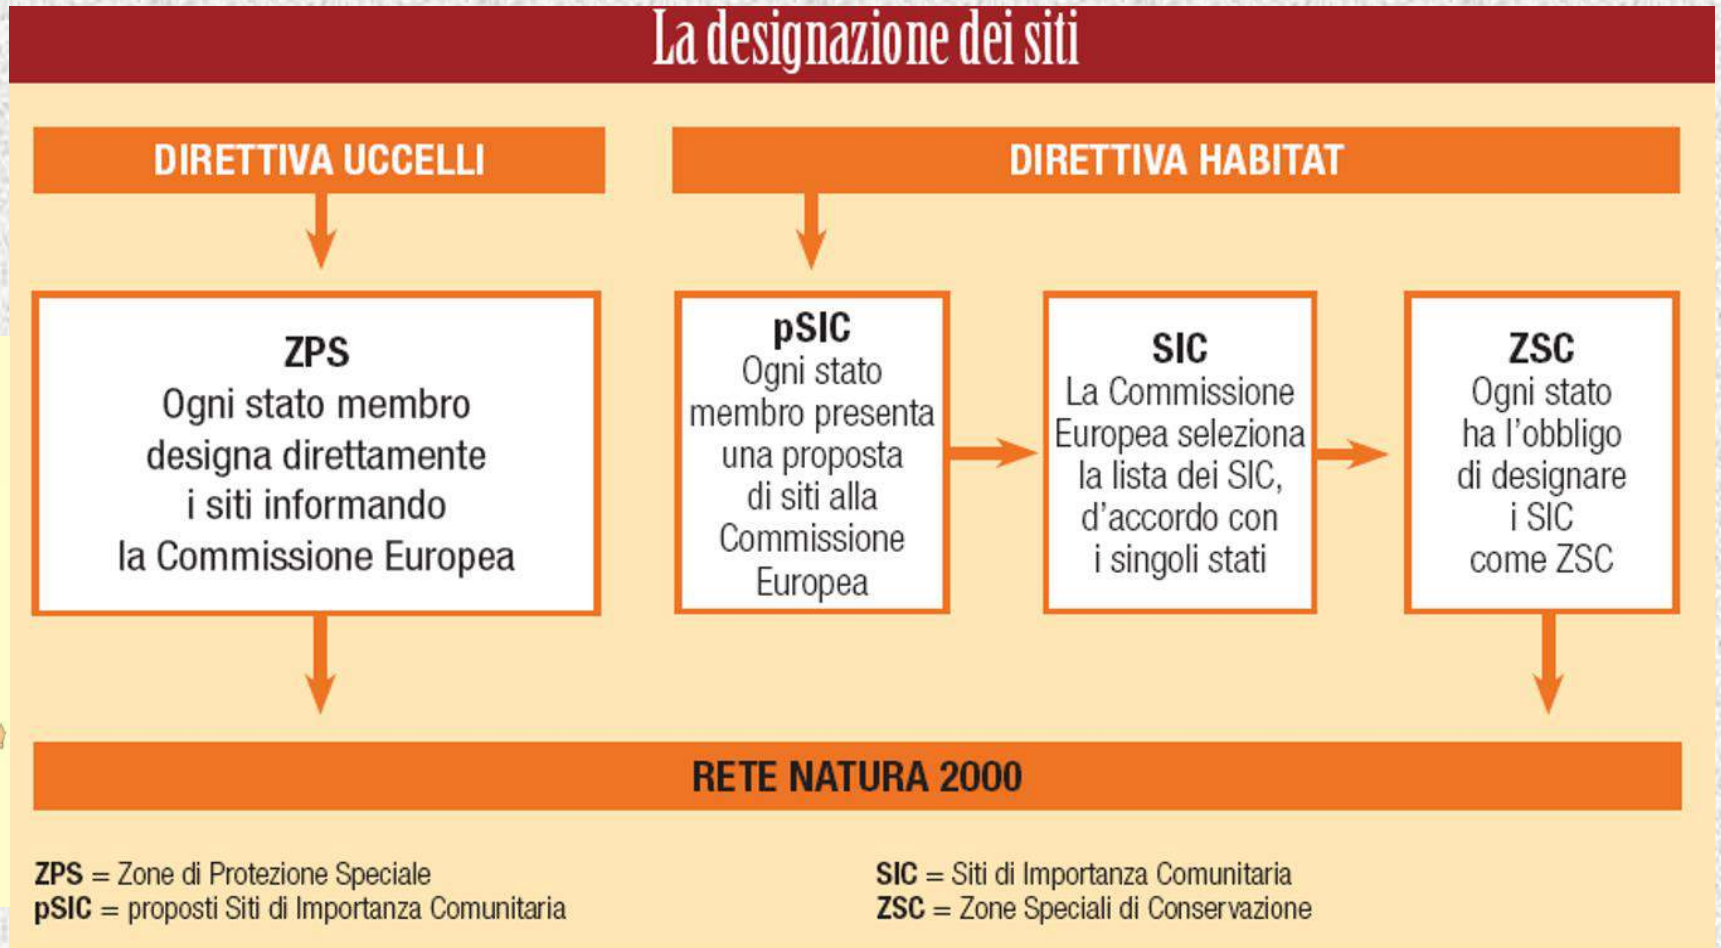 La designazione dei siti
DIRETTIVA UCCELLI
DIRETTIVA HABITAT
ZPS
Ogni stato membro
designa direttamente
i siti informando
la Commissione Europea
pSIC
Ogni stato
membro presenta
una proposta
di siti alla
Commissione
Europea
SIC
La Commissione
Europea seleziona
la lista dei SIC,
d'accordo con
i singoli stati
ZSC
Ogni stato
ha l'obbligo
di designare
i SIC
come ZSC
RETE NATURA 2000
ZPS = Zone di Protezione Speciale
pSIC = proposti Siti di Importanza Comunitaria
SIC = Siti di Importanza Comunitaria
ZSC = Zone Speciali di Conservazione